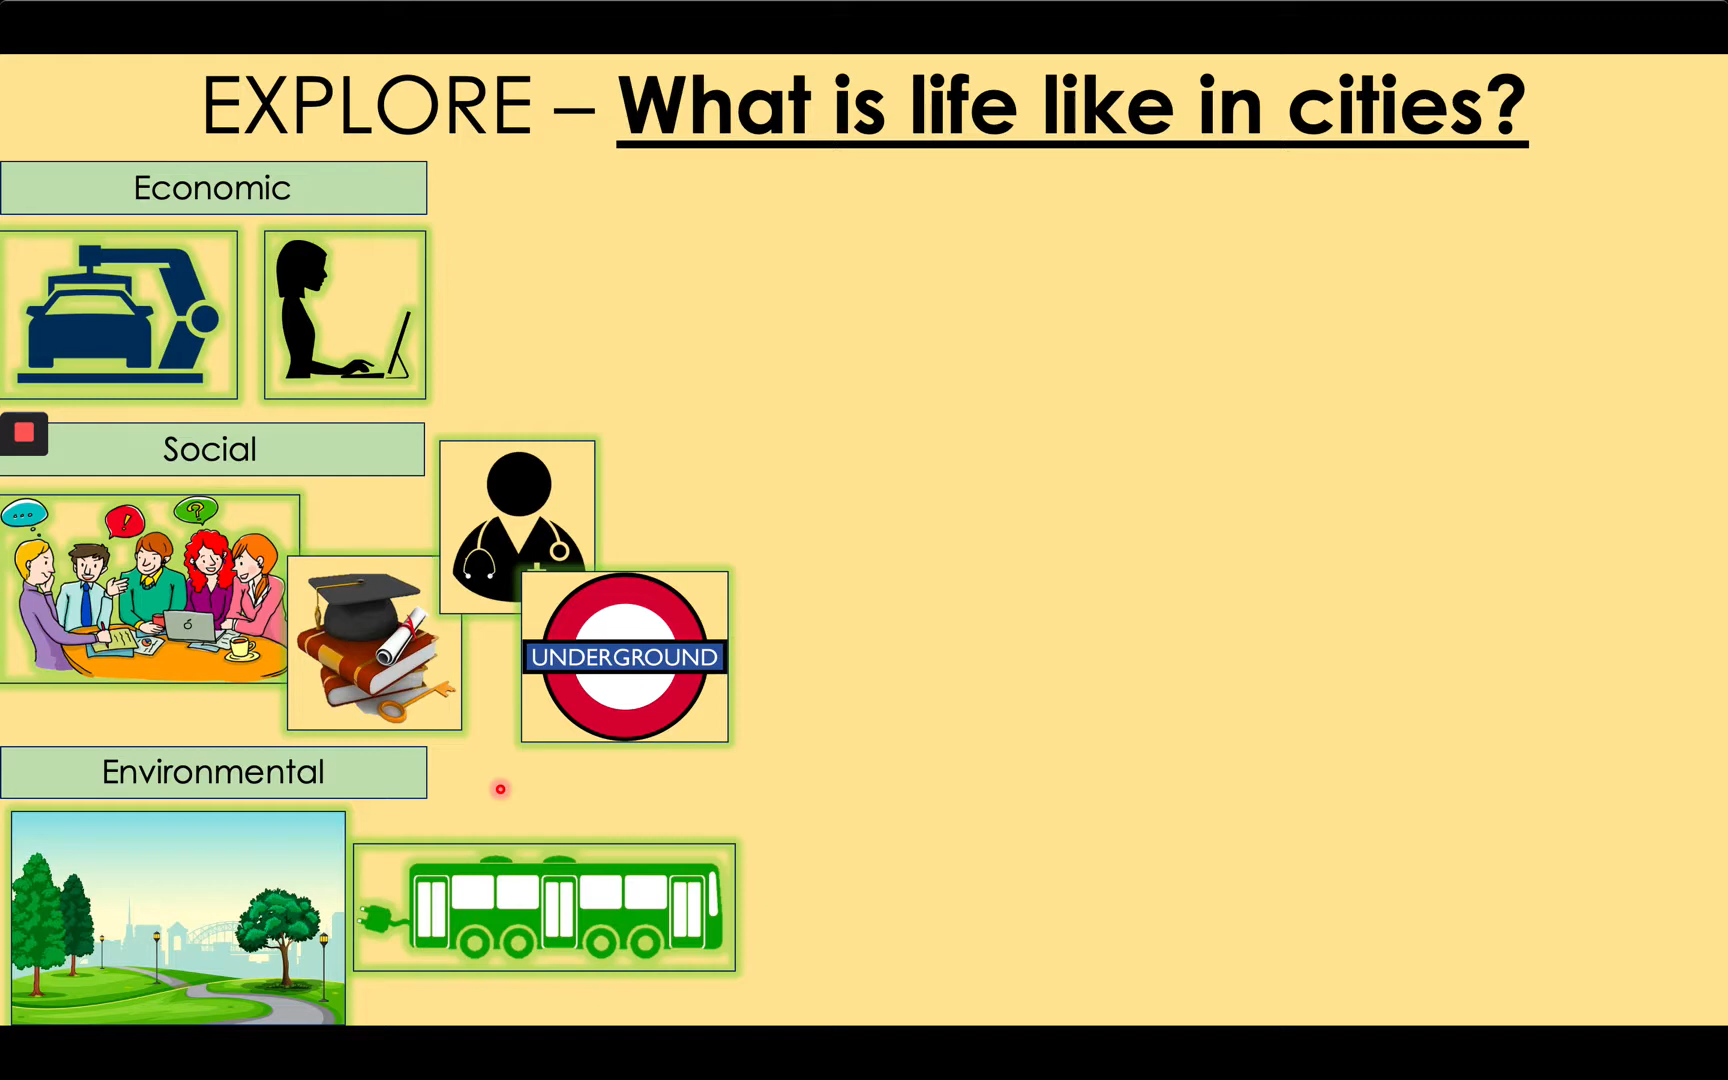 EXPLORE – What is life like in cities?
Economic
Social
... ! ?
UNDERGROUND
Environmental